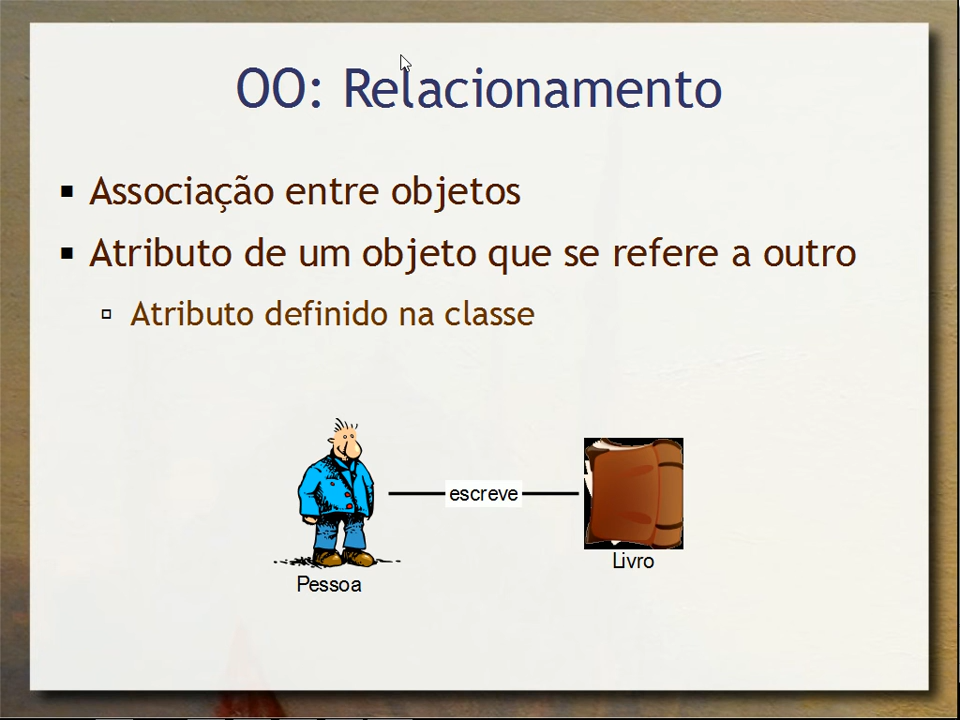 OO: Relacionamento
Associação entre objetos
Atributo de um objeto que se refere a outro
Atributo definido na classe
escreve
Livro
Pessoa